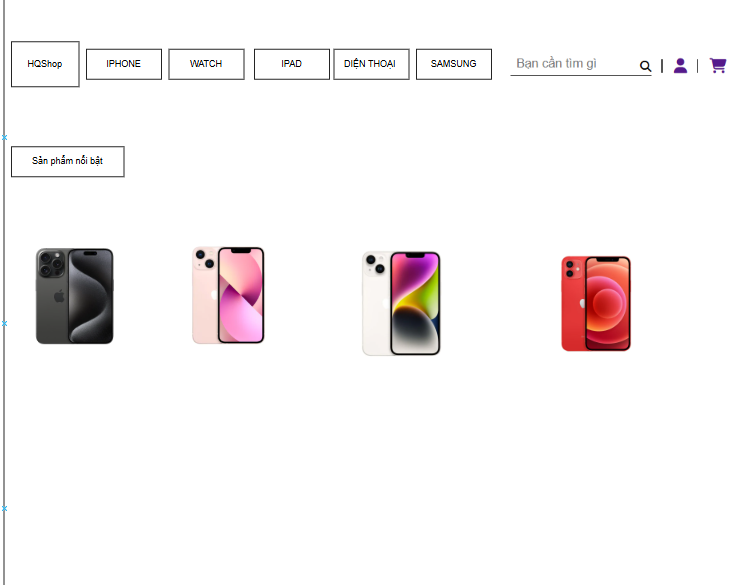 HQShop
IPHONE
WATCH
IPAD
DIỆN THOẠI
SAMSUNG
Bạn cần tìm gì
Sản phẩm nổi bật